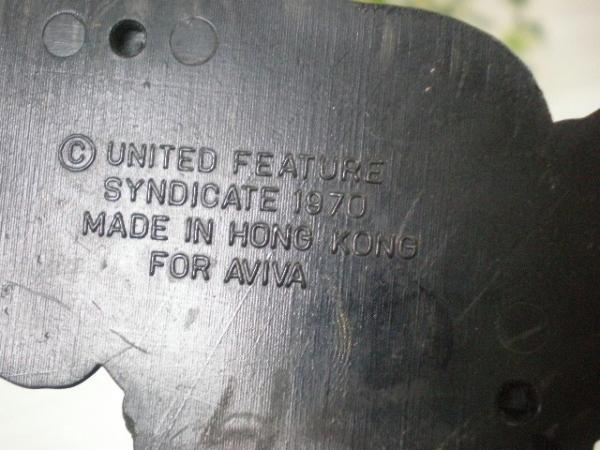 © UNITED FEATURE
SYNDICATE 1970
MADE IN HONG KONG
FOR AVIVA